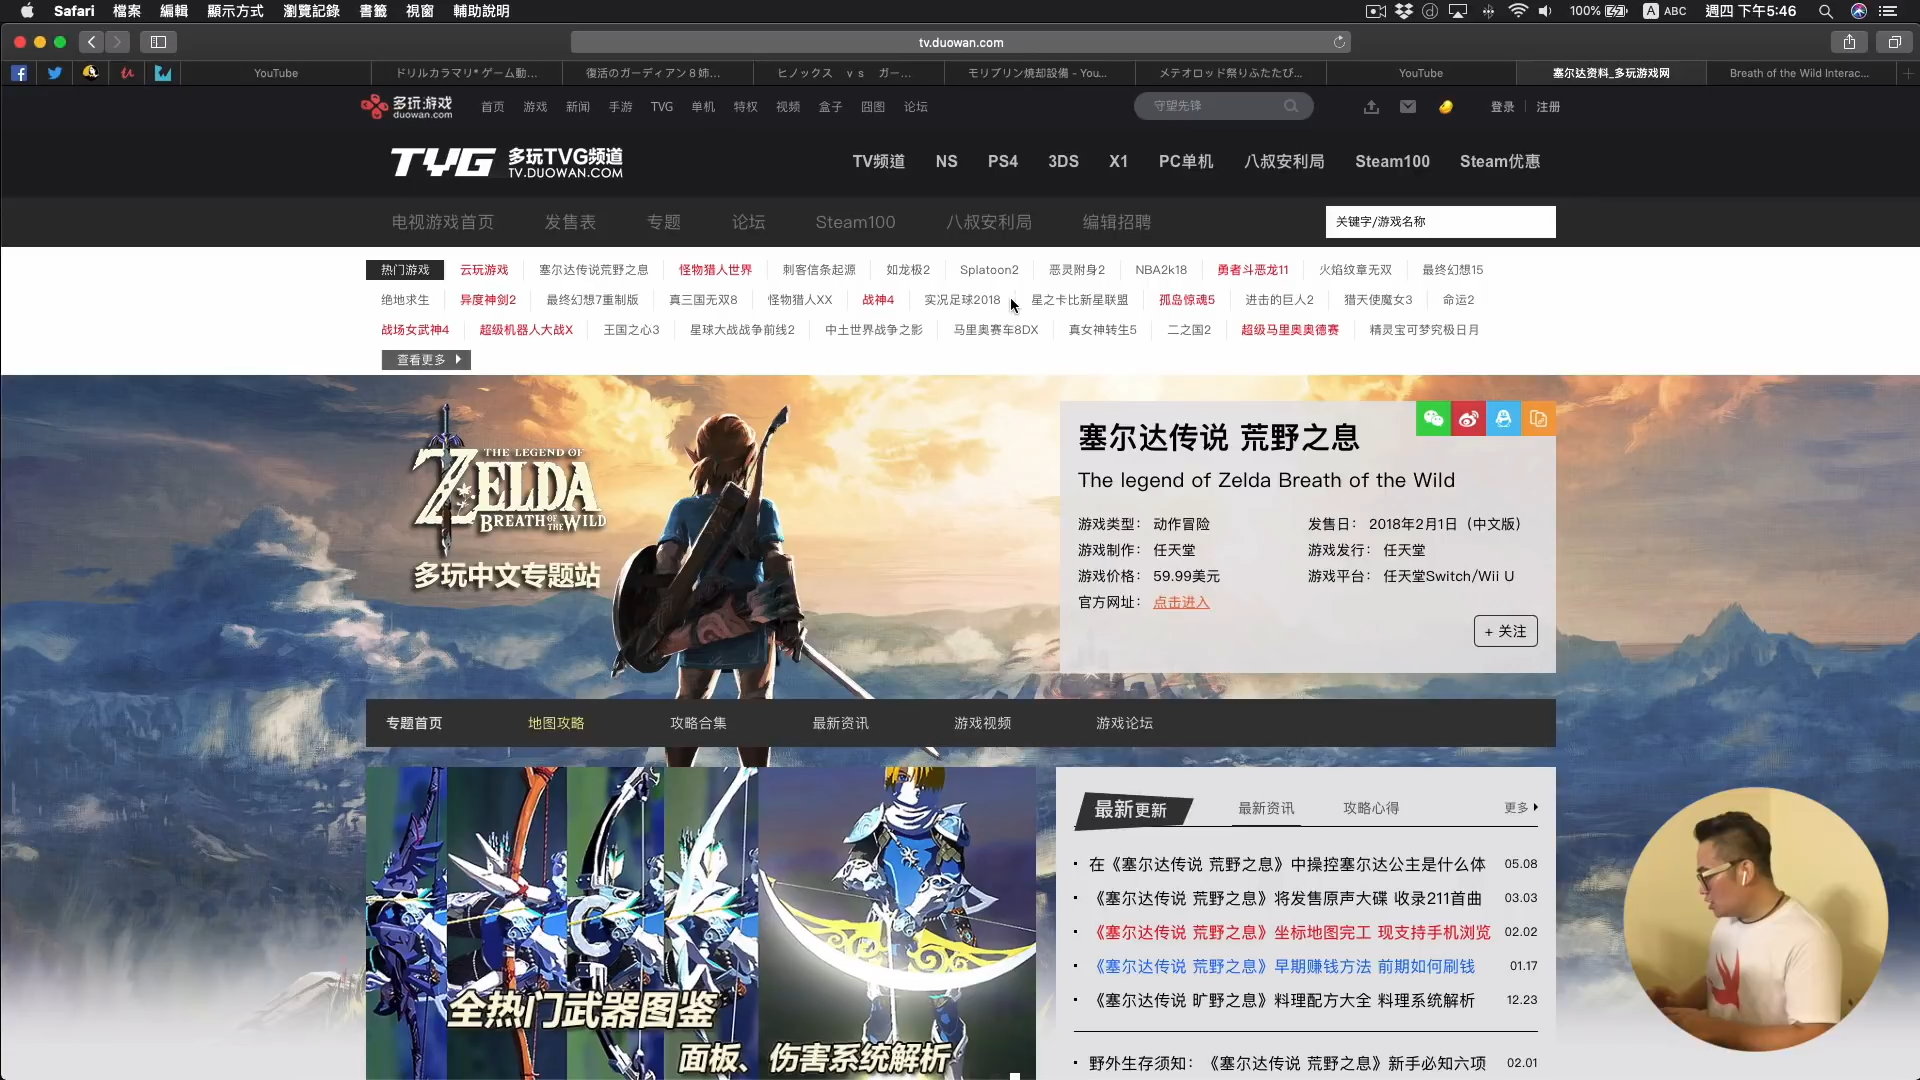 Safari 檔案 編輯 顯示方式 瀏覽記錄 書籤 視窗 輔助說明 100% A ABC 週四 下午5:46
tv.duowan.com
YouTube ドリルカラマリ* ゲーム動... 復活のガーディアン８姉... ヒノックス ｖｓ ガー... モリブリン焼却設備 - You... メテオロッド祭りふたたび... YouTube 塞尔达资料_多玩游戏网 Breath of the Wild Interac...
多玩游戏 首页 游戏 新闻 手游 TVG 单机 特权 视频 盒子 囧图 论坛 守望先锋 登录 注册
duowan.com
TVG 多玩TVG频道 TV频道 NS PS4 3DS X1 PC单机 八叔安利局 Steam100 Steam优惠
TV.DUOWAN.COM
电视游戏首页 发售表 专题 论坛 Steam100 八叔安利局 编辑招聘 关键字/游戏名称
热门游戏 云玩游戏 塞尔达传说荒野之息 怪物猎人世界 刺客信条起源 如龙极2 Splatoon2 恶灵附身2 NBA2k18 勇者斗恶龙11 火焰纹章无双 最终幻想15
绝地求生 异度神剑2 最终幻想7重制版 真三国无双8 怪物猎人XX 战神4 实况足球2018 星之卡比新星联盟 孤岛惊魂5 进击的巨人2 猎天使魔女3 命运2
战场女武神4 超级机器人大战X 王国之心3 星球大战战争前线2 中土世界战争之影 马里奥赛车8DX 真女神转生5 二之国2 超级马里奥奥德赛 精灵宝可梦究极日月
查看更多
THE LEGEND OF
ZELDA
BREATH OF THE WILD
多玩中文专题站
塞尔达传说 荒野之息
The legend of Zelda Breath of the Wild
游戏类型： 动作冒险 发售日： 2018年2月1日（中文版）
游戏制作： 任天堂 游戏发行： 任天堂
游戏价格： 59.99美元 游戏平台： 任天堂Switch/Wii U
官方网址： 点击进入
+ 关注
专题首页 地图攻略 攻略合集 最新资讯 游戏视频 游戏论坛
全热门武器图鉴
面板、伤害系统解析
最新更新 最新资讯 攻略心得 更多
在《塞尔达传说 荒野之息》中操控塞尔达公主是什么体 05.08
《塞尔达传说 荒野之息》将发售原声大碟 收录211首曲 03.03
《塞尔达传说 荒野之息》坐标地图完工 现支持手机浏览 02.02
《塞尔达传说 荒野之息》早期赚钱方法 前期如何刷钱 01.17
《塞尔达传说 旷野之息》料理配方大全 料理系统解析 12.23
野外生存须知：《塞尔达传说 荒野之息》新手必知六项 02.01